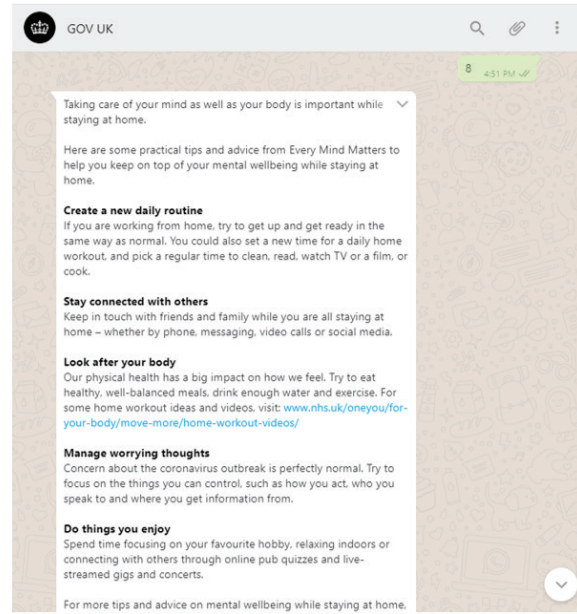 GOV UK
8 4:51 PM
Taking care of your mind as well as your body is important while
staying at home.
Here are some practical tips and advice from Every Mind Matters to
help you keep on top of your mental wellbeing while staying at
home.
Create a new daily routine
If you are working from home, try to get up and get ready in the
same way as normal. You could also set a new time for a daily home
workout, and pick a regular time to clean, read, watch TV or a film, or
cook.
Stay connected with others
Keep in touch with friends and family while you are all staying at
home – whether by phone, messaging, video calls or social media.
Look after your body
Our physical health has a big impact on how we feel. Try to eat
healthy, well-balanced meals, drink enough water and exercise. For
some home workout ideas and videos, visit: www.nhs.uk/oneyou/for-
your-body/move-more/home-workout-videos/
Manage worrying thoughts
Concern about the coronavirus outbreak is perfectly normal. Try to
focus on the things you can control, such as how you act, who you
speak to and where you get information from.
Do things you enjoy
Spend time focusing on your favourite hobby, relaxing indoors or
connecting with others through online pub quizzes and live-
streamed gigs and concerts.
For more tips and advice on mental wellbeing while staying at home,